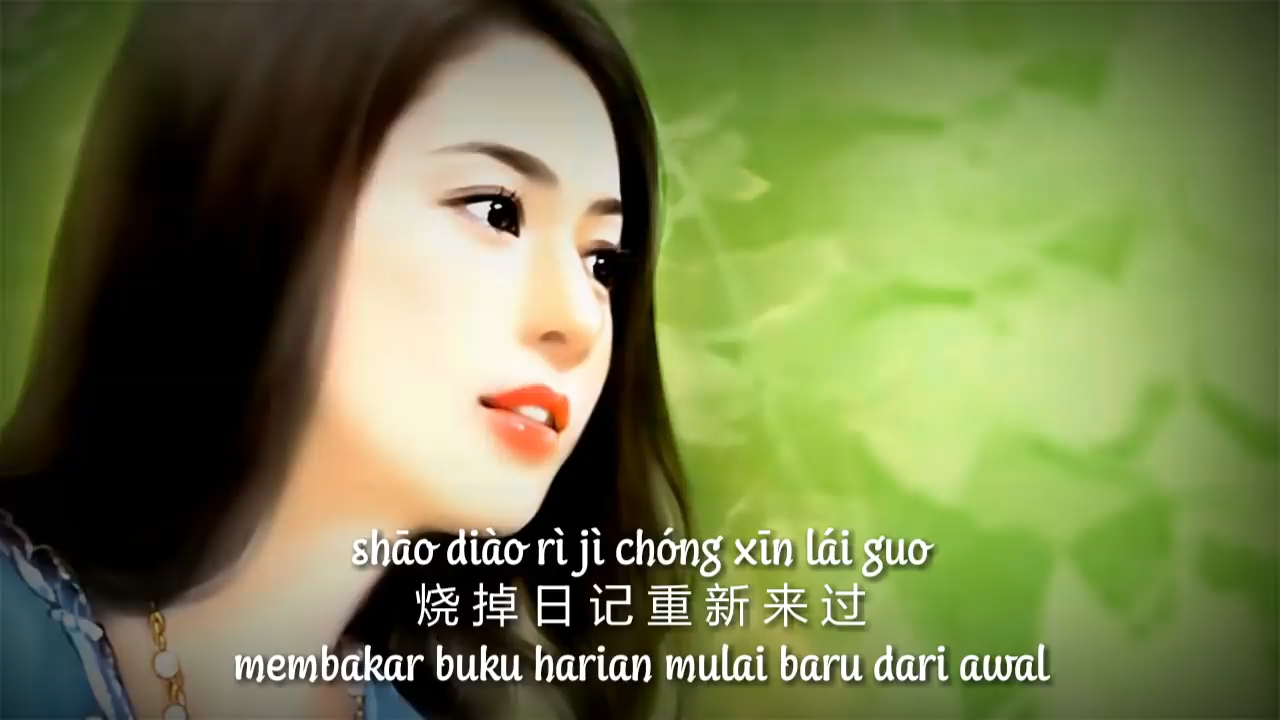 shāo diào rì jì chóng xīn lái guo
烧掉日记重新来过
membakar buku harian mulai baru dari awal